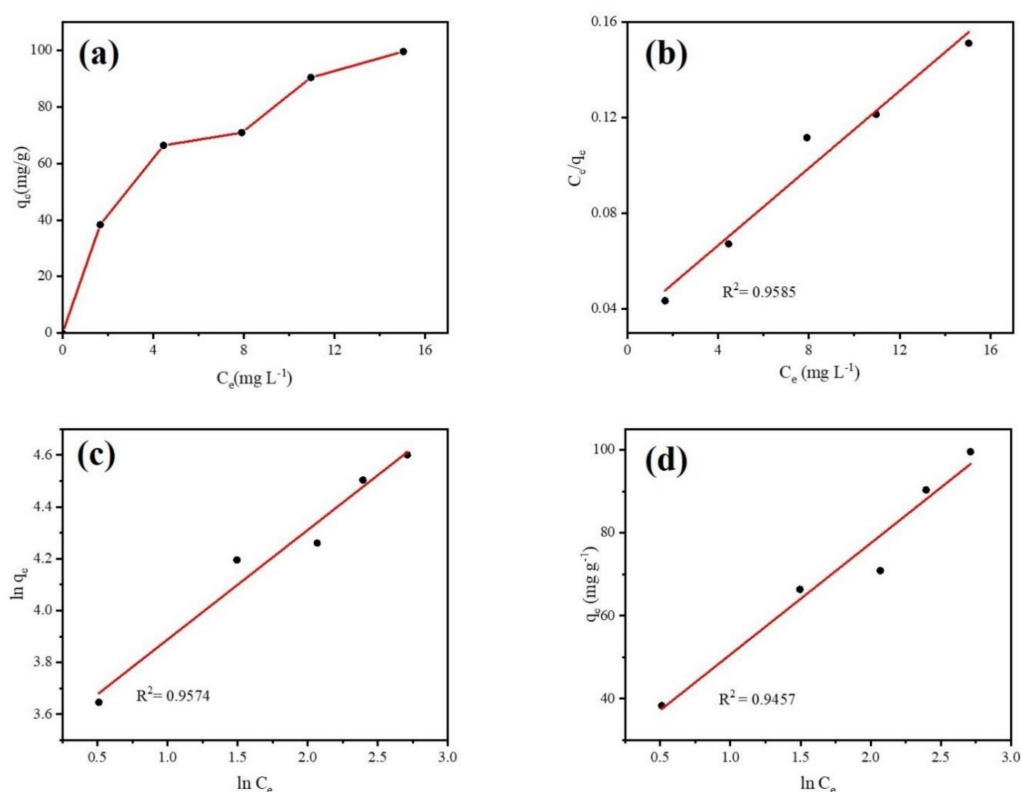 (a)
100
80
60
40
20
0
qₑ(mg/g)
0 4 8 12 16
Cₑ(mg L⁻¹)
(b)
0.16
0.12
0.08
0.04
Cₑ/qₑ
R²= 0.9585
0 4 8 12 16
Cₑ (mg L⁻¹)
(c)
4.6
4.4
4.2
4.0
3.8
3.6
ln qₑ
R²= 0.9574
0.5 1.0 1.5 2.0 2.5 3.0
ln Cₑ
(d)
100
80
60
40
qₑ (mg g⁻¹)
R²= 0.9457
0.5 1.0 1.5 2.0 2.5 3.0
ln Cₑ